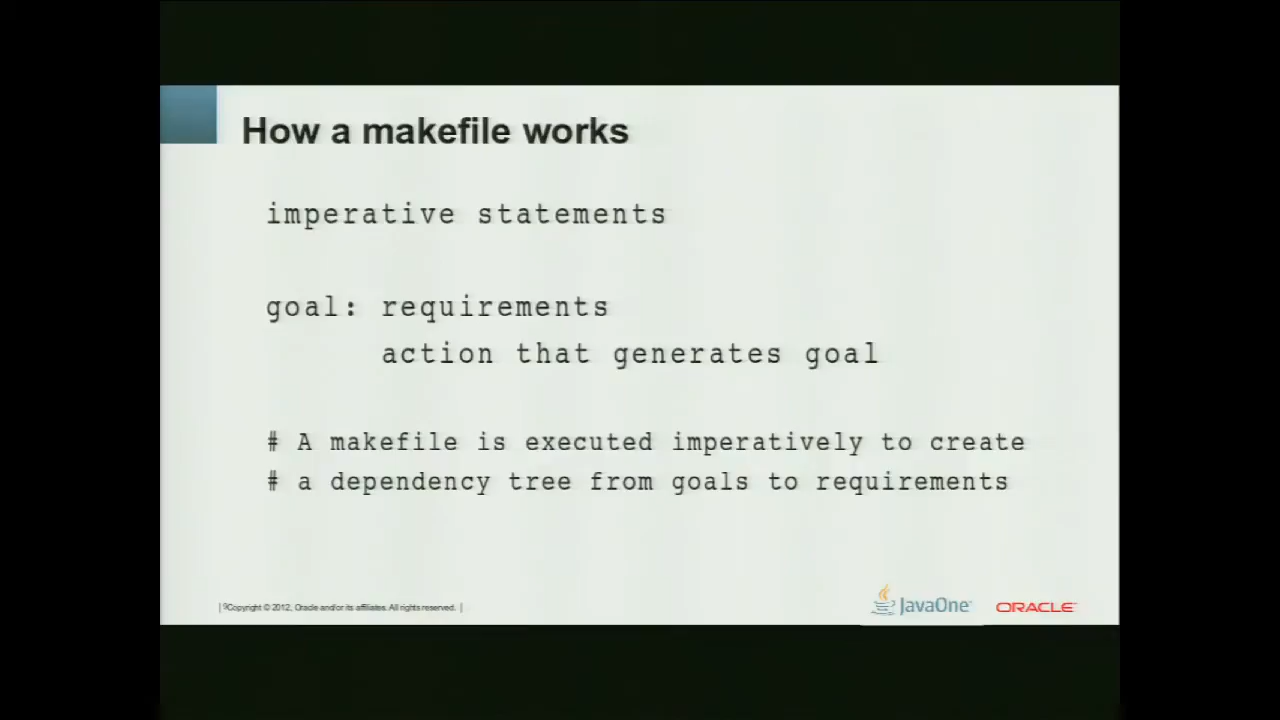 How a makefile works
imperative statements
goal: requirements
action that generates goal
# A makefile is executed imperatively to create
# a dependency tree from goals to requirements
| 9Copyright © 2012, Oracle and/or its affiliates. All rights reserved. |
JavaOne
ORACLE